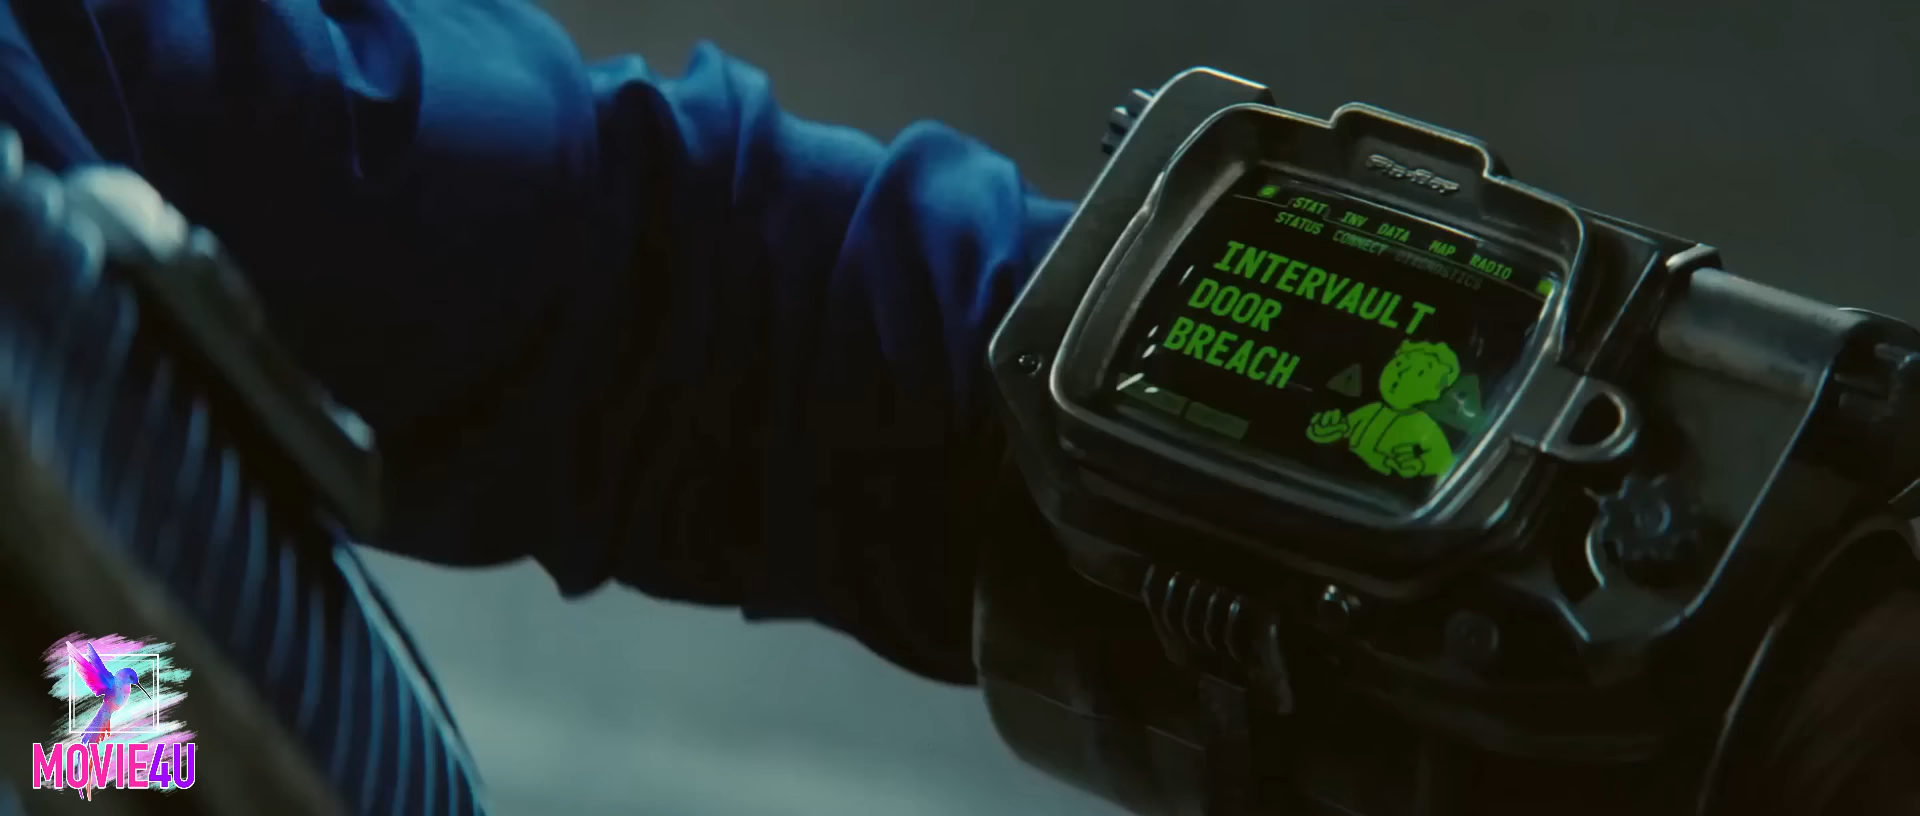 STAT INV DATA MAP RADIO
STATUS CONNECT DIAGNOSTICS
INTERVAULT
DOOR
BREACH
MOVIE4U